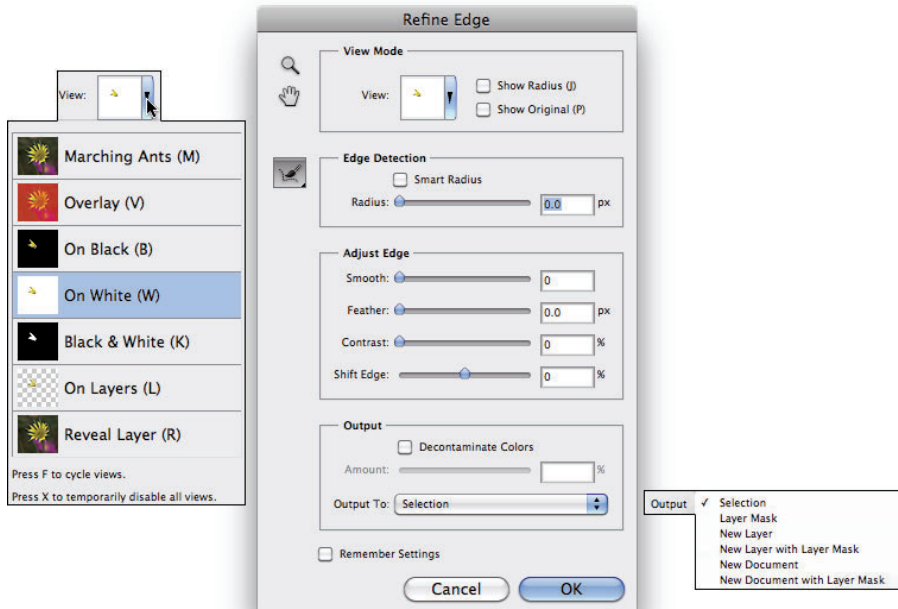 View:
Marching Ants (M)
Overlay (V)
On Black (B)
On White (W)
Black & White (K)
On Layers (L)
Reveal Layer (R)
Press F to cycle views.
Press X to temporarily disable all views.
Refine Edge
View Mode
View:
Show Radius (J)
Show Original (P)
Edge Detection
Smart Radius
Radius: 0.0 px
Adjust Edge
Smooth: 0
Feather: 0.0 px
Contrast: 0 %
Shift Edge: 0 %
Output
Decontaminate Colors
Amount: %
Output To: Selection
Remember Settings
Cancel OK
Output ✓ Selection
Layer Mask
New Layer
New Layer with Layer Mask
New Document
New Document with Layer Mask